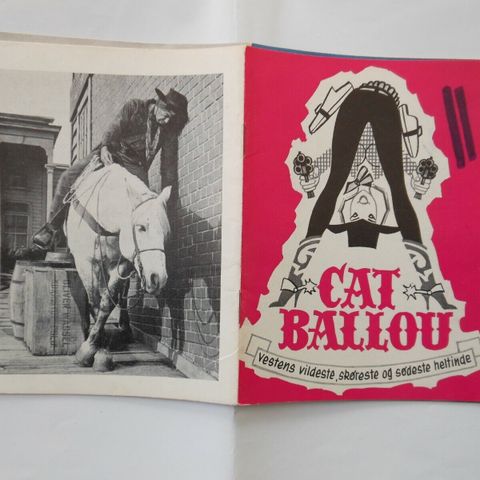 CAT
BALLOU
Vestens vildeste, skøreste og sødeste heltinde